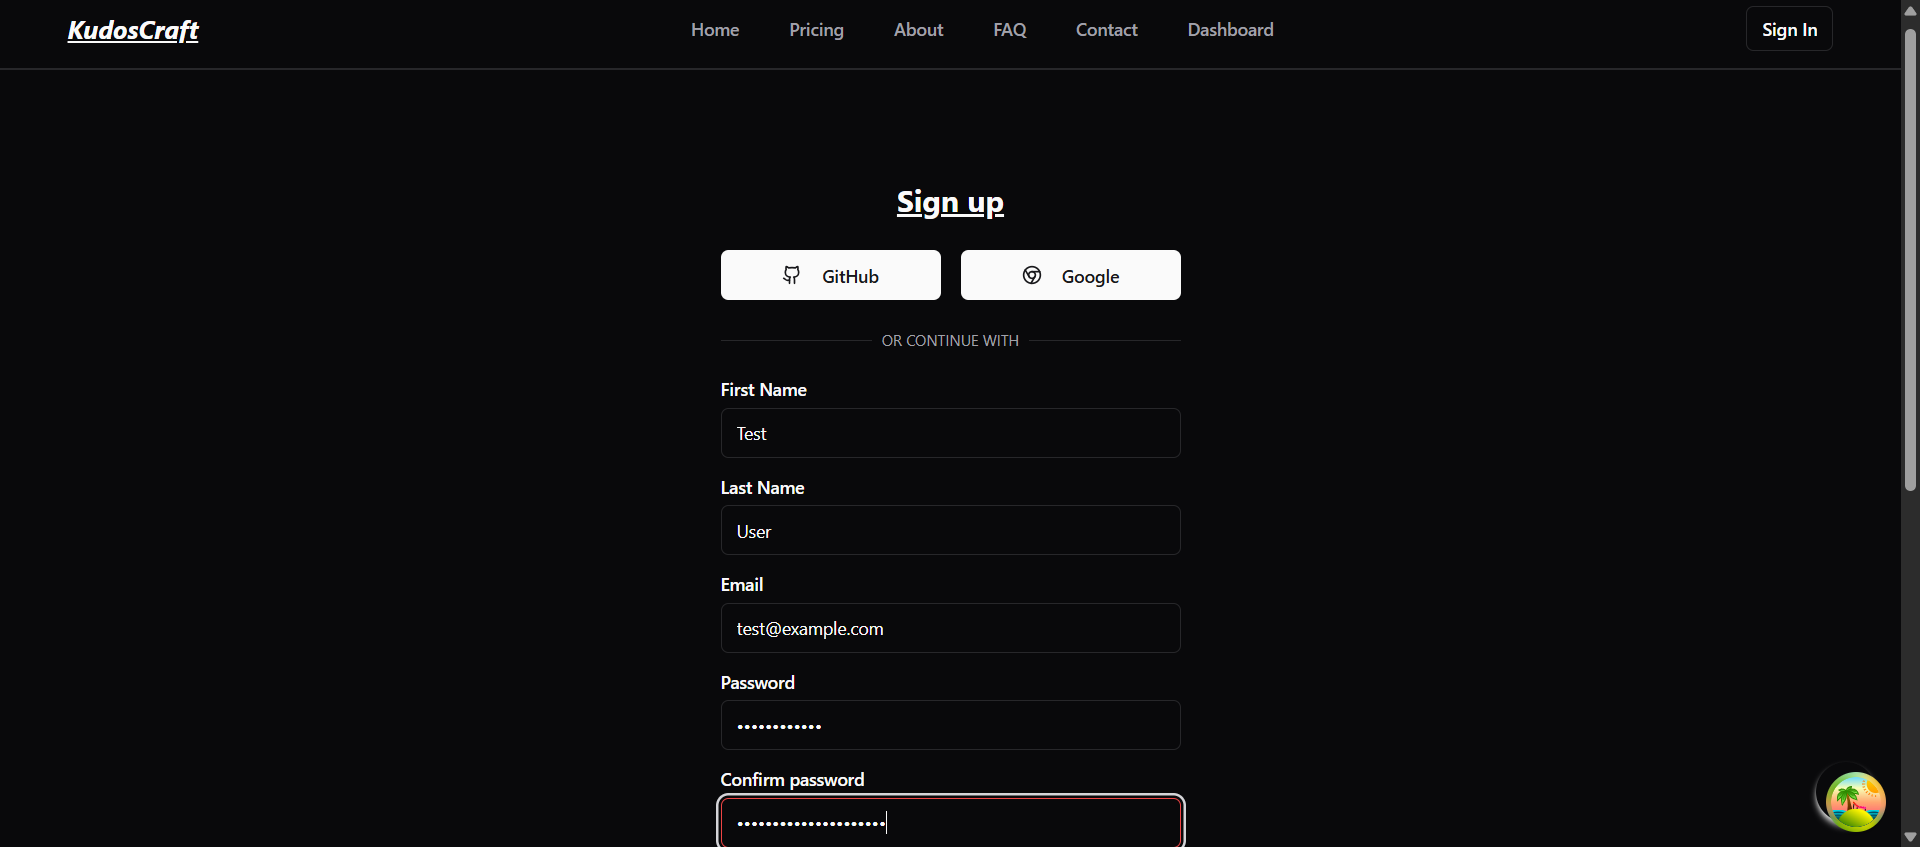 KudosCraft
Home Pricing About FAQ Contact Dashboard
Sign In
Sign up
GitHub Google
OR CONTINUE WITH
First Name
Test
Last Name
User
Email
test@example.com
Password
••••••••••••
Confirm password
•••••••••••••••••••••